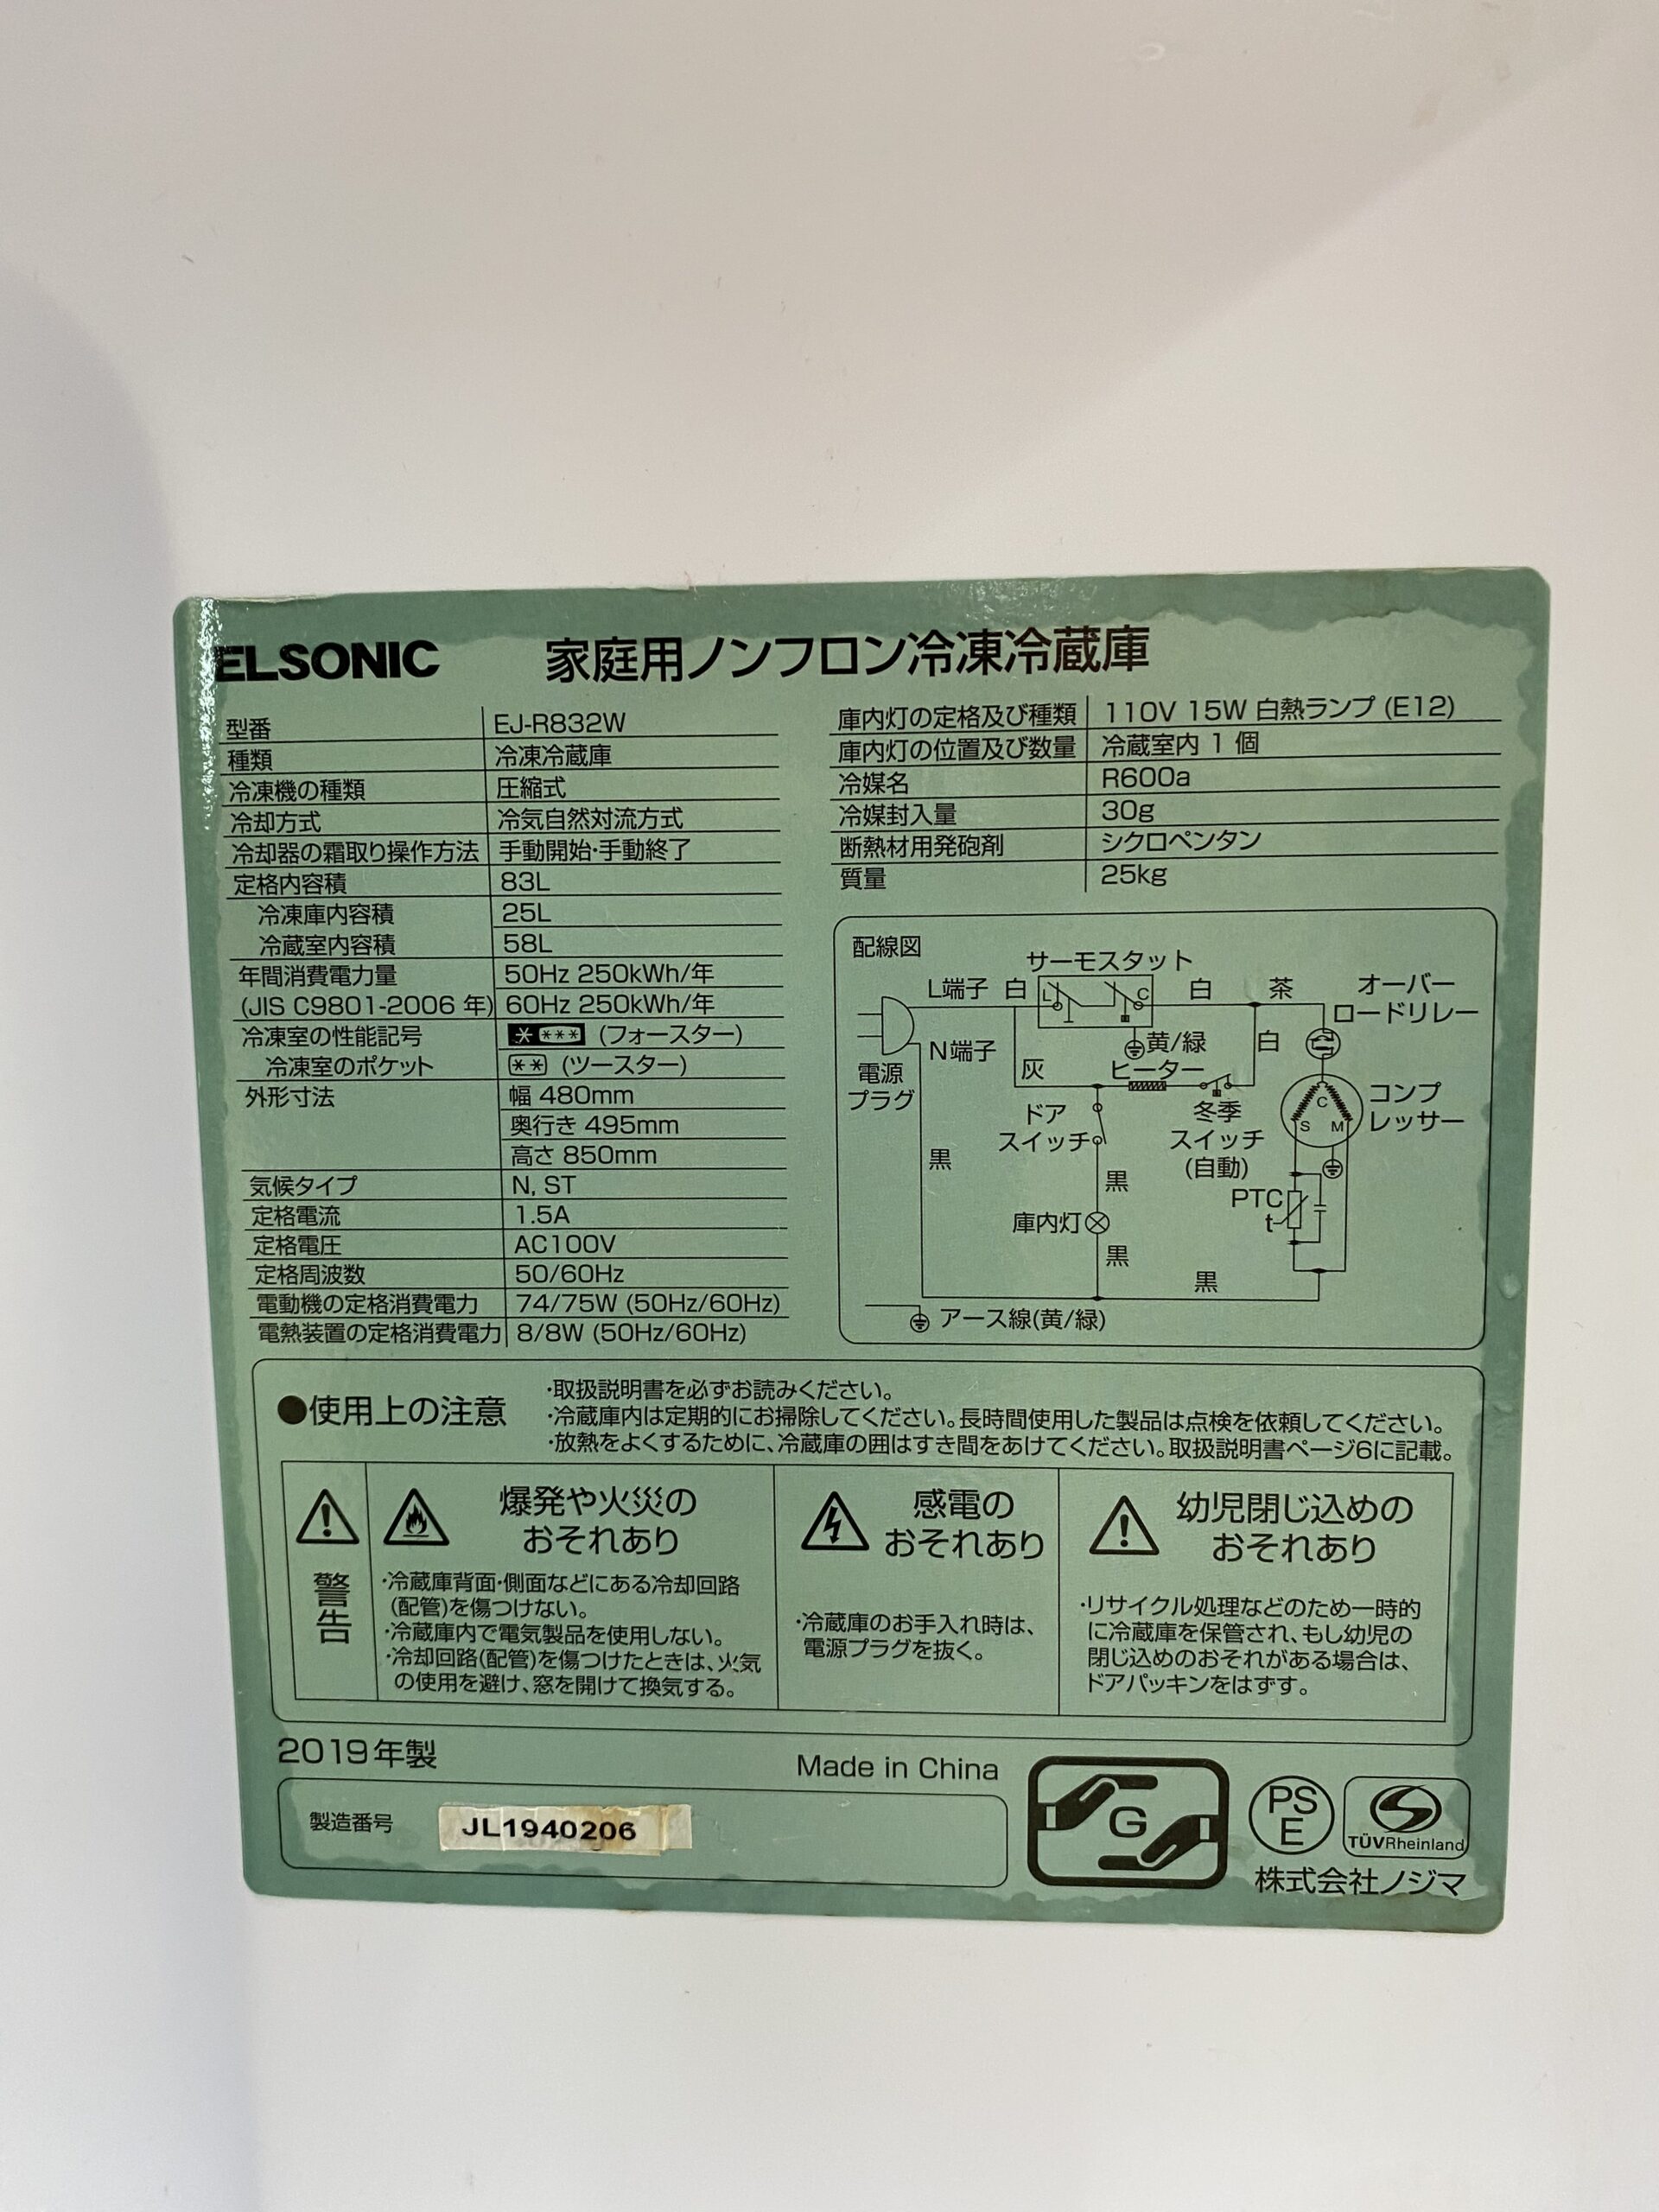 ELSONIC 家庭用ノンフロン冷凍冷蔵庫
型番 EJ-R832W
種類 冷凍冷蔵庫
冷凍機の種類 圧縮式
冷却方式 冷気自然対流方式
冷却器の霜取り操作方法 手動開始・手動終了
定格内容積 83L
冷凍庫内容積 25L
冷蔵室内容積 58L
年間消費電力量 50Hz 250kWh/年
(JIS C9801-2006 年) 60Hz 250kWh/年
冷凍室の性能記号 * *** (フォースター)
冷凍室のポケット ** (ツースター)
外形寸法 幅 480mm
奥行き 495mm
高さ 850mm
気候タイプ N, ST
定格電流 1.5A
定格電圧 AC100V
定格周波数 50/60Hz
電動機の定格消費電力 74/75W (50Hz/60Hz)
電熱装置の定格消費電力 8/8W (50Hz/60Hz)
庫内灯の定格及び種類 110V 15W 白熱ランプ (E12)
庫内灯の位置及び数量 冷蔵室内 1 個
冷媒名 R600a
冷媒封入量 30g
断熱材用発砲剤 シクロペンタン
質量 25kg
配線図
サーモスタット
L端子 白 L C 白 茶
オーバー
ロードリレー
N端子
黄/緑
白
電源
プラグ
灰
ヒーター
コンプ
レッサー
C
S M
ドア
スイッチ
冬季
スイッチ
(自動)
黒
黒
PTC
t
庫内灯
黒
黒
アース線(黄/緑)
●使用上の注意
・取扱説明書を必ずお読みください。
・冷蔵庫内は定期的にお掃除してください。長時間使用した製品は点検を依頼してください。
・放熱をよくするために、冷蔵庫の囲はすき間をあけてください。取扱説明書ページ6に記載。
警告
爆発や火災の
おそれあり
・冷蔵庫背面・側面などにある冷却回路
(配管)を傷つけない。
・冷蔵庫内で電気製品を使用しない。
・冷却回路(配管)を傷つけたときは、火気
の使用を避け、窓を開けて換気する。
感電の
おそれあり
・冷蔵庫のお手入れ時は、
電源プラグを抜く。
幼児閉じ込めの
おそれあり
・リサイクル処理などのため一時的
に冷蔵庫を保管され、もし幼児の
閉じ込めのおそれがある場合は、
ドアパッキンをはずす。
2019年製
Made in China
製造番号 JL1940206
G
PS
E
TÜVRheinland
株式会社ノジマ